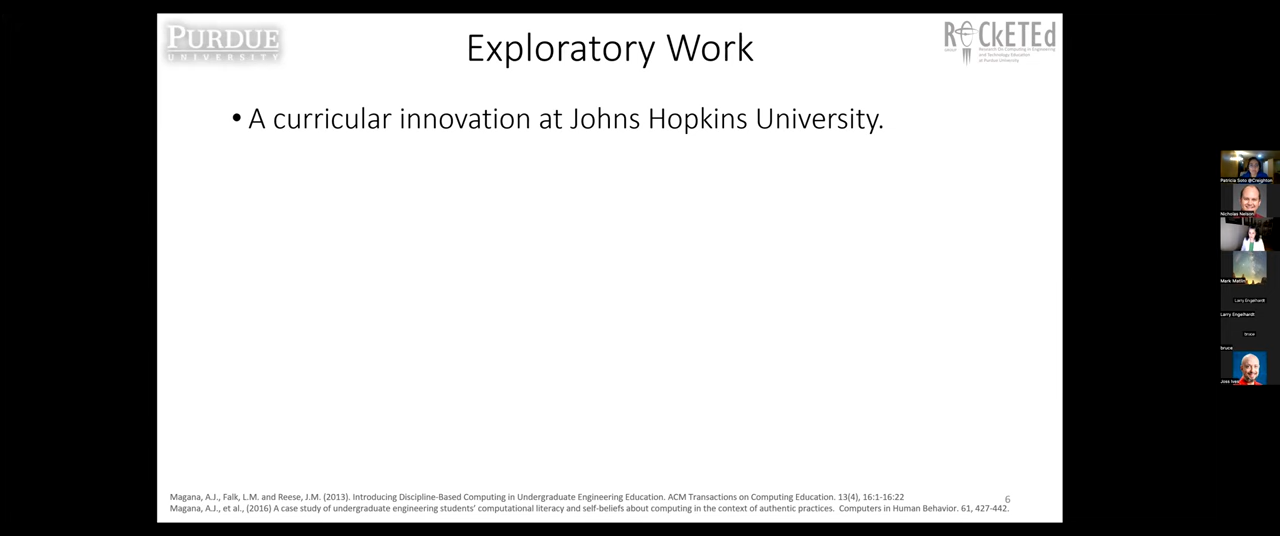 PURDUE
UNIVERSITY
Exploratory Work
RoCkETEd
Research On Computing in Engineering
and Technology Education
at Purdue University
• A curricular innovation at Johns Hopkins University.
Patricia Soto @Creighton
Nicholas Nelson
Mark Matlin
Larry Engelhardt
Larry Engelhardt
bruce
bruce
Joss Ives
Magana, A.J., Falk, L.M. and Reese, J.M. (2013). Introducing Discipline-Based Computing in Undergraduate Engineering Education. ACM Transactions on Computing Education. 13(4), 16:1-16:22
6
Magana, A.J., et al., (2016) A case study of undergraduate engineering students' computational literacy and self-beliefs about computing in the context of authentic practices. Computers in Human Behavior. 61, 427-442.